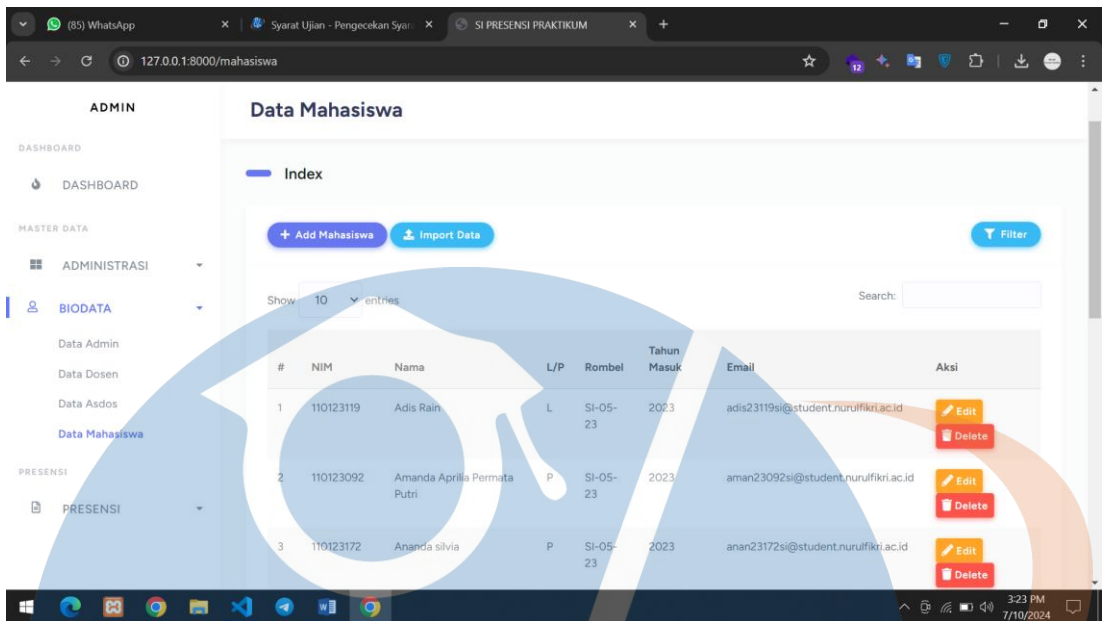 (85) WhatsApp
Syarat Ujian - Pengecekan Syar
SI PRESENSI PRAKTIKUM
127.0.0.1:8000/mahasiswa
12
ADMIN
Data Mahasiswa
DASHBOARD
DASHBOARD
MASTER DATA
ADMINISTRASI
BIODATA
Data Admin
Data Dosen
Data Asdos
Data Mahasiswa
PRESENSI
PRESENSI
Index
+ Add Mahasiswa
Import Data
Filter
Show 10 entries
Search:
# NIM Nama L/P Rombel Tahun Masuk Email Aksi
1 110123119 Adis Rain L SI-05-23 2023 adis23119si@student.nurulfikri.ac.id Edit Delete
2 110123092 Amanda Aprilia Permata Putri P SI-05-23 2023 aman23092si@student.nurulfikri.ac.id Edit Delete
3 110123172 Ananda silvia P SI-05-23 2023 anan23172si@student.nurulfikri.ac.id Edit Delete
3:23 PM
7/10/2024